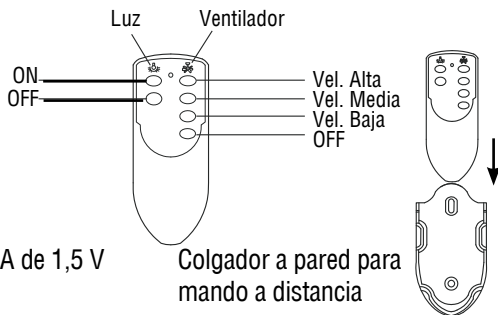 Luz
Ventilador
ON
OFF
Vel. Alta
Vel. Media
Vel. Baja
OFF
A de 1,5 V
Colgador a pared para
mando a distancia